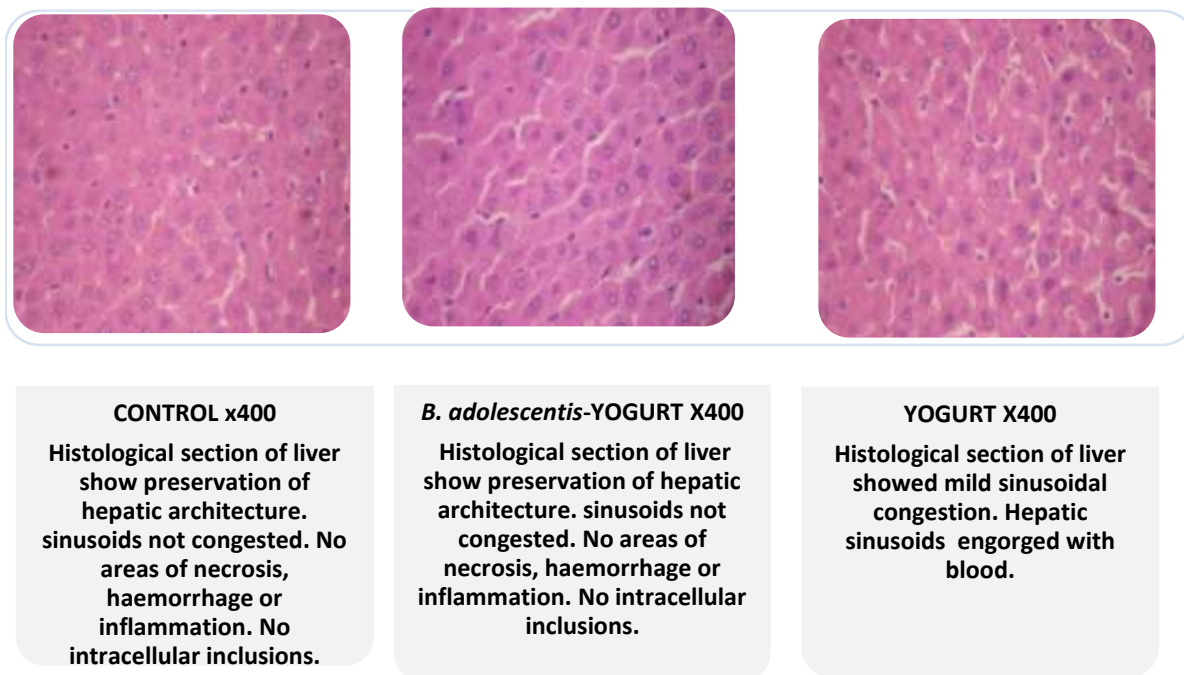 CONTROL x400
Histological section of liver
show preservation of
hepatic architecture.
sinusoids not congested. No
areas of necrosis,
haemorrhage or
inflammation. No
intracellular inclusions.
B. adolescentis-YOGURT X400
Histological section of liver
show preservation of hepatic
architecture. sinusoids not
congested. No areas of
necrosis, haemorrhage or
inflammation. No intracellular
inclusions.
YOGURT X400
Histological section of liver
showed mild sinusoidal
congestion. Hepatic
sinusoids engorged with
blood.